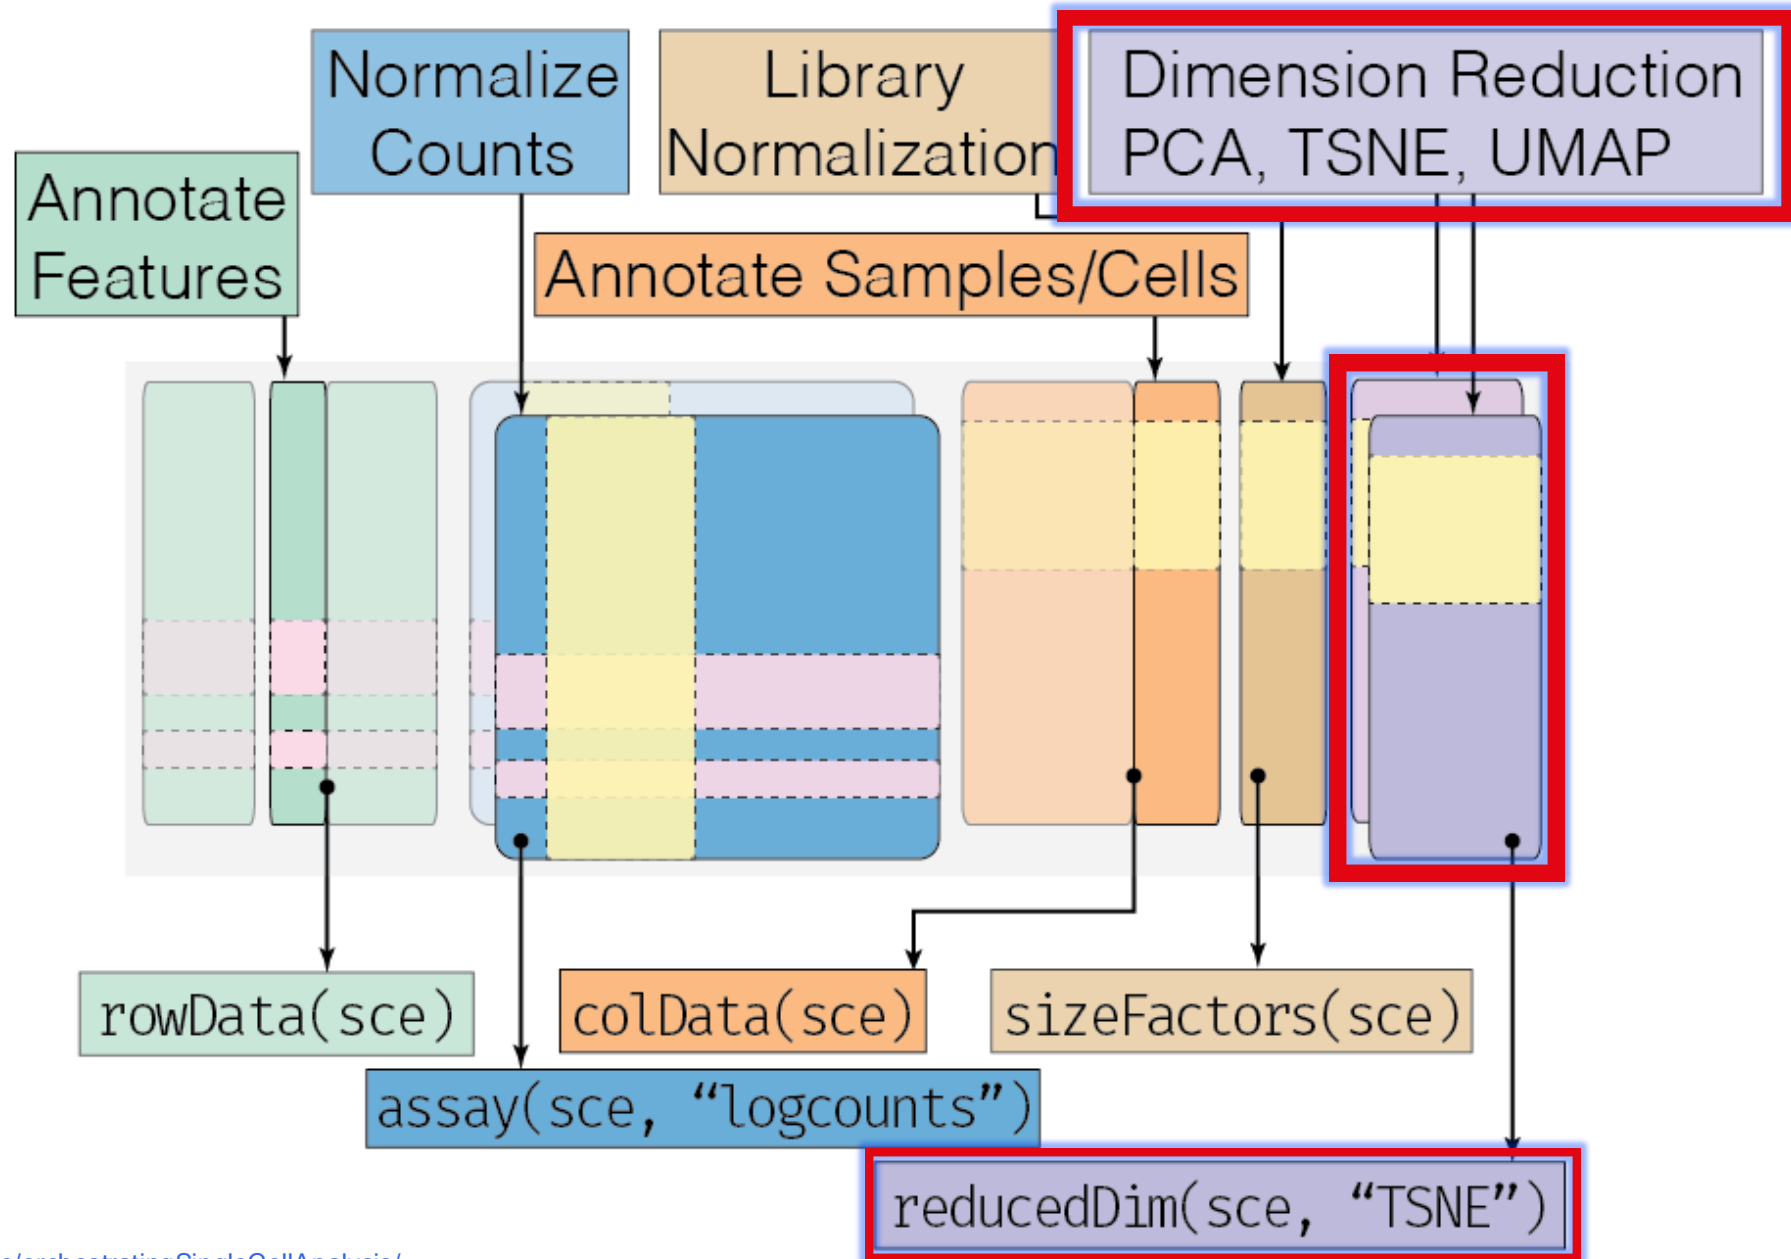 Normalize
Counts
Library
Normalization
Dimension Reduction
PCA, TSNE, UMAP
Annotate
Features
Annotate Samples/Cells
rowData(sce)
colData(sce)
sizeFactors(sce)
assay(sce, “logcounts”)
reducedDim(sce, “TSNE”)
/orchestratingSingleCellAnalysis/